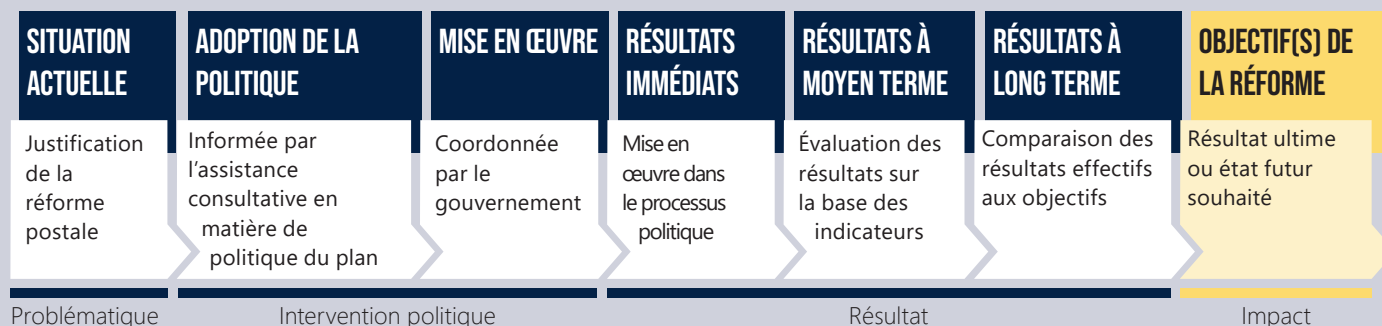 SITUATION
ACTUELLE
ADOPTION DE LA
POLITIQUE
MISE EN ŒUVRE
RÉSULTATS
IMMÉDIATS
RÉSULTATS À
MOYEN TERME
RÉSULTATS À
LONG TERME
OBJECTIF(S) DE
LA RÉFORME
Justification
de la
réforme
postale
Informée par
l’assistance
consultative en
matière de
politique du plan
Coordonnée
par le
gouvernement
Mise en
œuvre dans
le processus
politique
Évaluation des
résultats sur
la base des
indicateurs
Comparaison des
résultats effectifs
aux objectifs
Résultat ultime
ou état futur
souhaité
Problématique
Intervention politique
Résultat
Impact